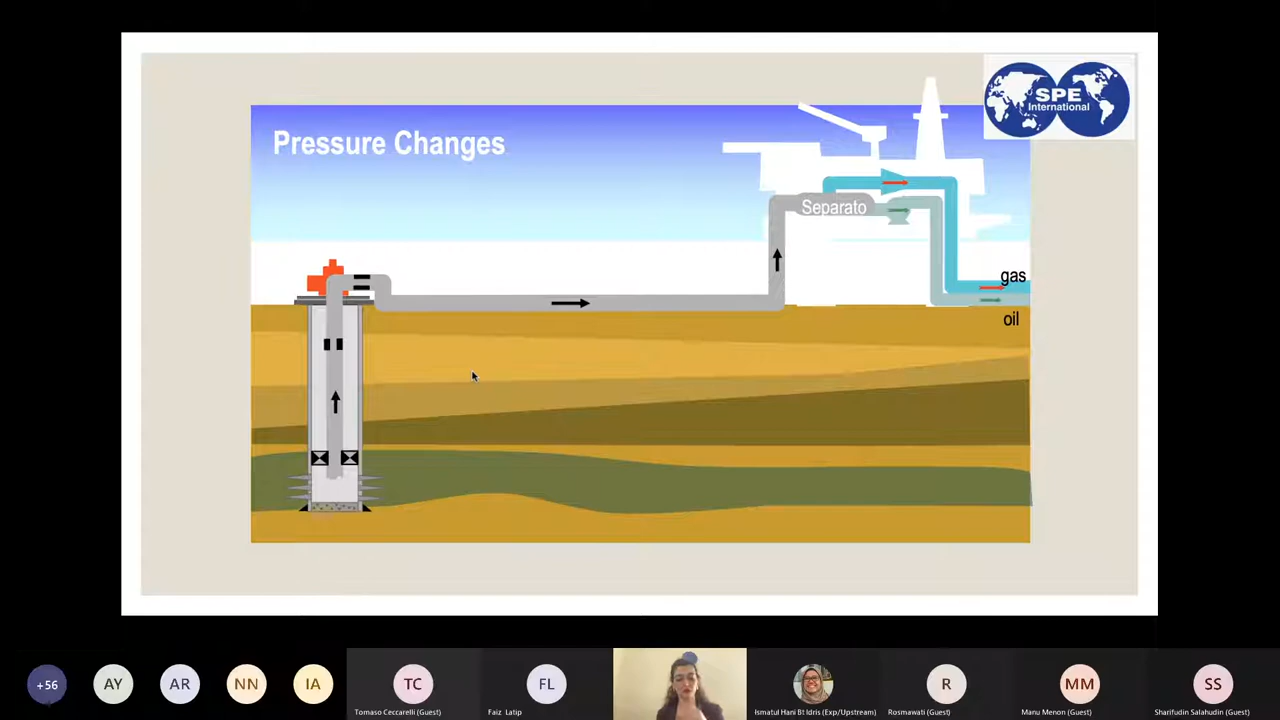 Pressure Changes
SPE
International
Separato
gas
oil
+56
AY
AR
NN
IA
TC
FL
R
MM
SS
Tomaso Ceccarelli (Guest)
Faiz Latip
Ismatul Hani Bt Idris (Exp/Upstream)
Rosmawati (Guest)
Manu Menon (Guest)
Sharifudin Salahudin (Guest)